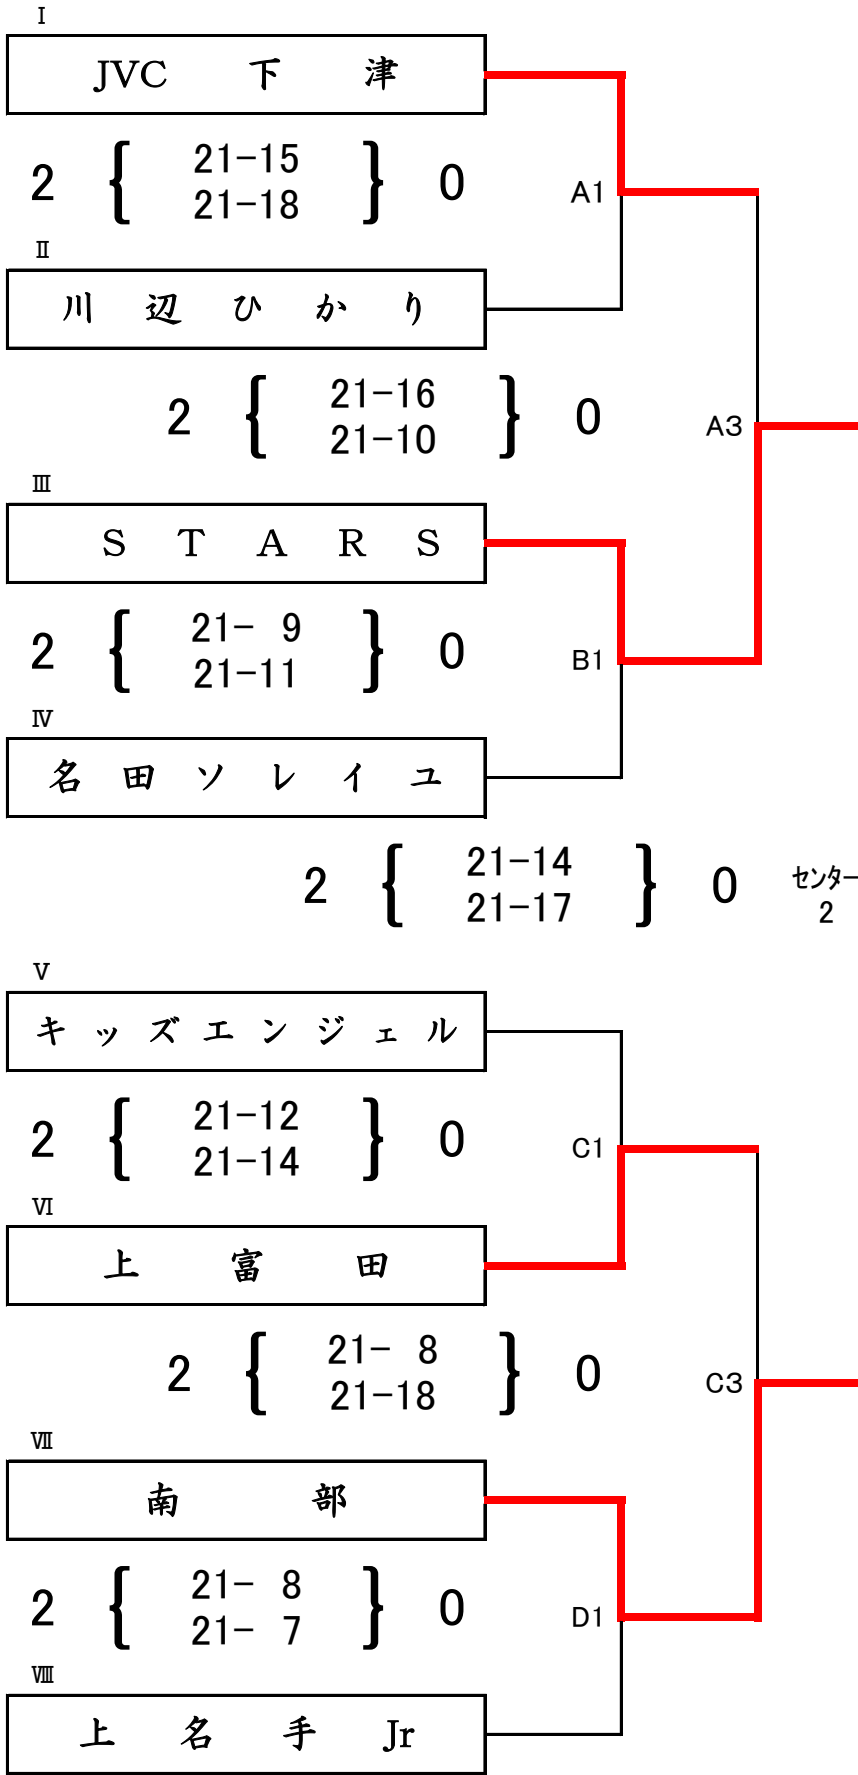 Ⅰ
JVC 下 津
2 { 21-15 } 0
21-18
A1
Ⅱ
川 辺 ひ か り
2 { 21-16 } 0
21-10
A3
Ⅲ
S T A R S
2 { 21- 9 } 0
21-11
B1
Ⅳ
名 田 ソ レ イ ユ
2 { 21-14 } 0
21-17
センター
2
Ⅴ
キ ッ ズ エ ン ジ ェ ル
2 { 21-12 } 0
21-14
C1
Ⅵ
上 富 田
2 { 21- 8 } 0
21-18
C3
Ⅶ
南 部
2 { 21- 8 } 0
21- 7
D1
Ⅷ
上 名 手 Jr